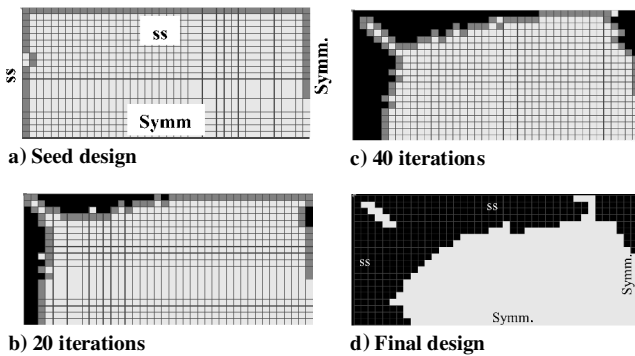 ss
ss
Symm.
Symm
a) Seed design
c) 40 iterations
b) 20 iterations
ss
ss
Symm.
Symm.
d) Final design